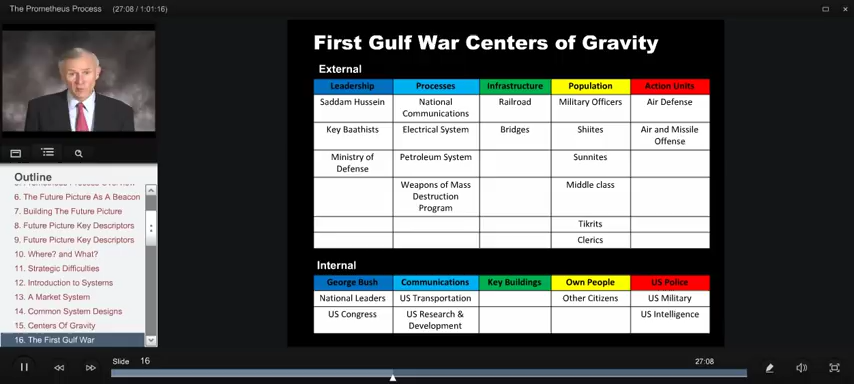 The Prometheus Process (27:08 / 1:01:16)
First Gulf War Centers of Gravity
External
Leadership Processes Infrastructure Population Action Units
Saddam Hussein National Communications Railroad Military Officers Air Defense
Key Baathists Electrical System Bridges Shiites Air and Missile Offense
Ministry of Defense Petroleum System Sunnites
Weapons of Mass Destruction Program Middle class
Tikrits
Clerics
Internal
George Bush Communications Key Buildings Own People US Police
National Leaders US Transportation Other Citizens US Military
US Congress US Research & Development US Intelligence
Outline
6. The Future Picture As A Beacon
7. Building The Future Picture
8. Future Picture Key Descriptors
9. Future Picture Key Descriptors
10. Where? and What?
11. Strategic Difficulties
12. Introduction to Systems
13. A Market System
14. Common System Designs
15. Centers Of Gravity
16. The First Gulf War
Slide 16
27:08